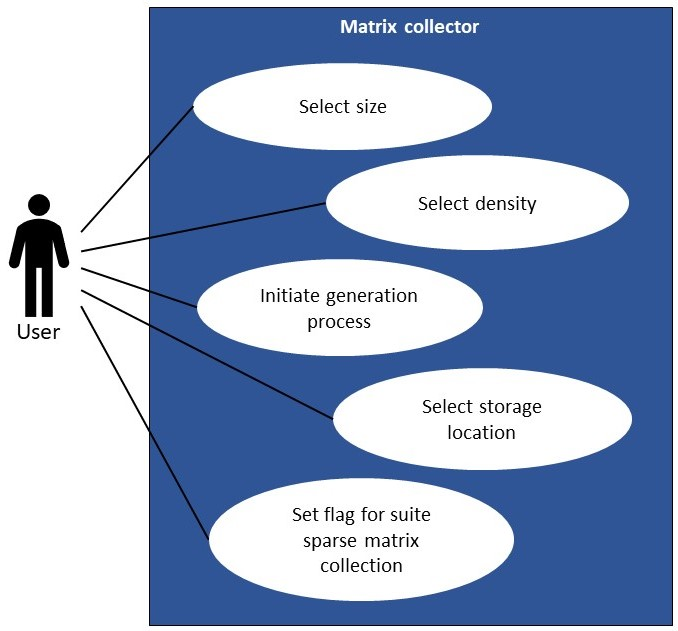 Matrix collector
Select size
Select density
Initiate generation
process
User
Select storage
location
Set flag for suite
sparse matrix
collection